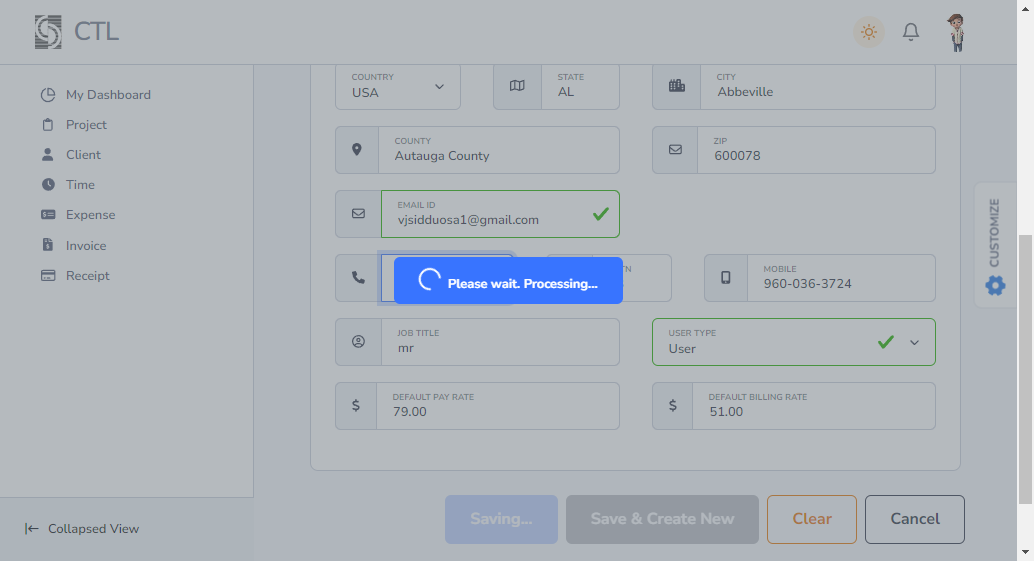 CTL
My Dashboard
Project
Client
Time
Expense
Invoice
Receipt
Collapsed View
COUNTRY
USA
STATE
AL
CITY
Abbeville
COUNTY
Autauga County
ZIP
600078
EMAIL ID
vjsidduosa1@gmail.com
Please wait. Processing...
MOBILE
960-036-3724
JOB TITLE
mr
USER TYPE
User
DEFAULT PAY RATE
79.00
DEFAULT BILLING RATE
51.00
Saving...
Save & Create New
Clear
Cancel
CUSTOMIZE